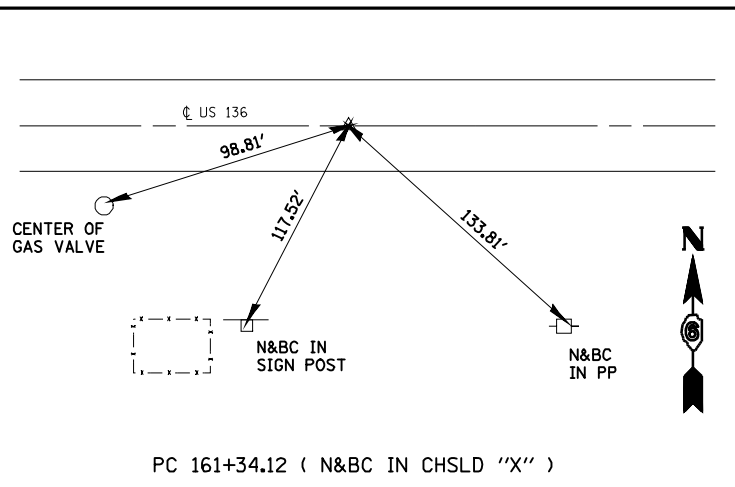 ℄ US 136
98.81'
117.52'
133.81'
CENTER OF
GAS VALVE
N
6
N&BC IN
SIGN POST
N&BC
IN PP
PC 161+34.12 ( N&BC IN CHSLD "X" )